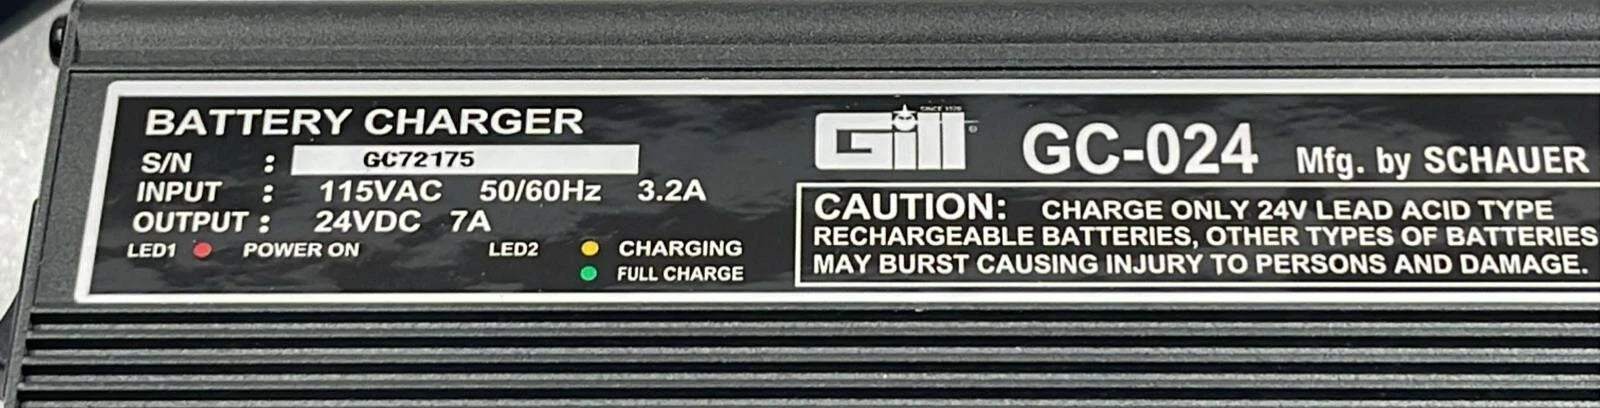 BATTERY CHARGER
S/N : GC72175
INPUT : 115VAC 50/60Hz 3.2A
OUTPUT : 24VDC 7A
LED1 POWER ON LED2 CHARGING
FULL CHARGE
SINCE 1920
Gill ® GC-024 Mfg. by SCHAUER
CAUTION: CHARGE ONLY 24V LEAD ACID TYPE
RECHARGEABLE BATTERIES, OTHER TYPES OF BATTERIES
MAY BURST CAUSING INJURY TO PERSONS AND DAMAGE.